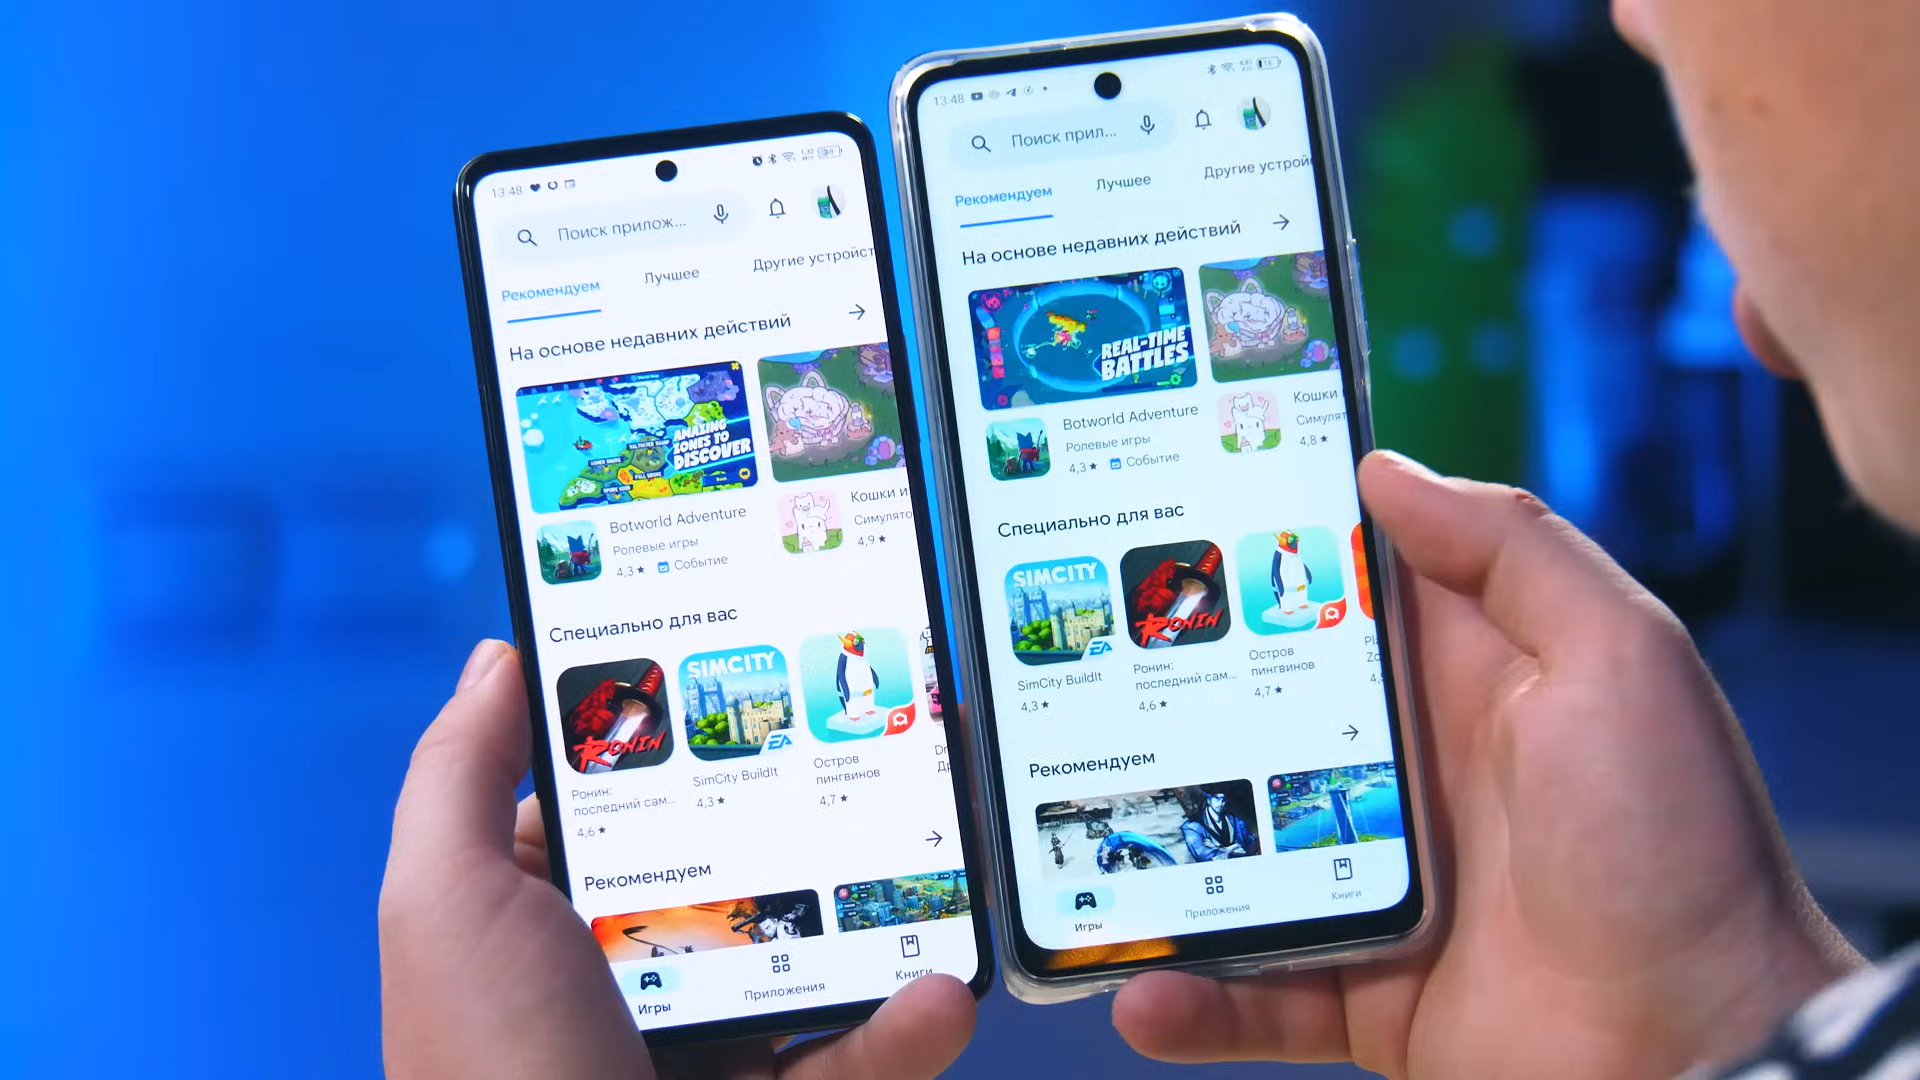 13:48
Поиск прилож...
Рекомендуем
Лучшее
Другие устройст
На основе недавних действий
AMAZING
ZONES TO
DISCOVER
Botworld Adventure
Ролевые игры
4,3★
Событие
Кошки и
Симулято
4,9★
Специально для вас
RONIN
SIMCITY
EA
Ронин:
последний сам...
4,6★
SimCity BuildIt
4,3★
Остров
пингвинов
4,7★
Рекомендуем
Игры
Приложения
Книги
13:48
Поиск прил...
Рекомендуем
Лучшее
Другие устрой
На основе недавних действий
REAL-TIME
BATTLES
Botworld Adventure
Ролевые игры
4,3★
Событие
Кошки
Симулят
4,8★
Специально для вас
SIMCITY
EA
RONIN
SimCity BuildIt
4,3★
Ронин:
последний сам...
4,6★
Остров
пингвинов
4,7★
Рекомендуем
Игры
Приложения
Книги